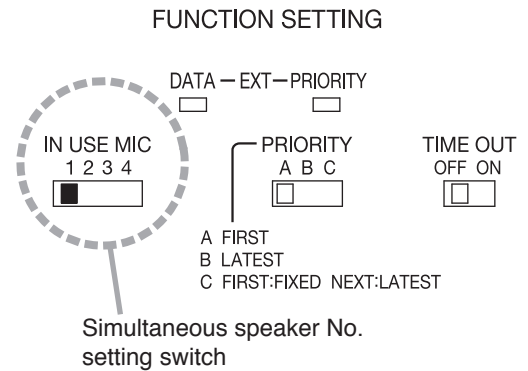 FUNCTION SETTING
DATA — EXT — PRIORITY
IN USE MIC
1 2 3 4
PRIORITY
A B C
TIME OUT
OFF ON
A FIRST
B LATEST
C FIRST:FIXED NEXT:LATEST
Simultaneous speaker No.
setting switch